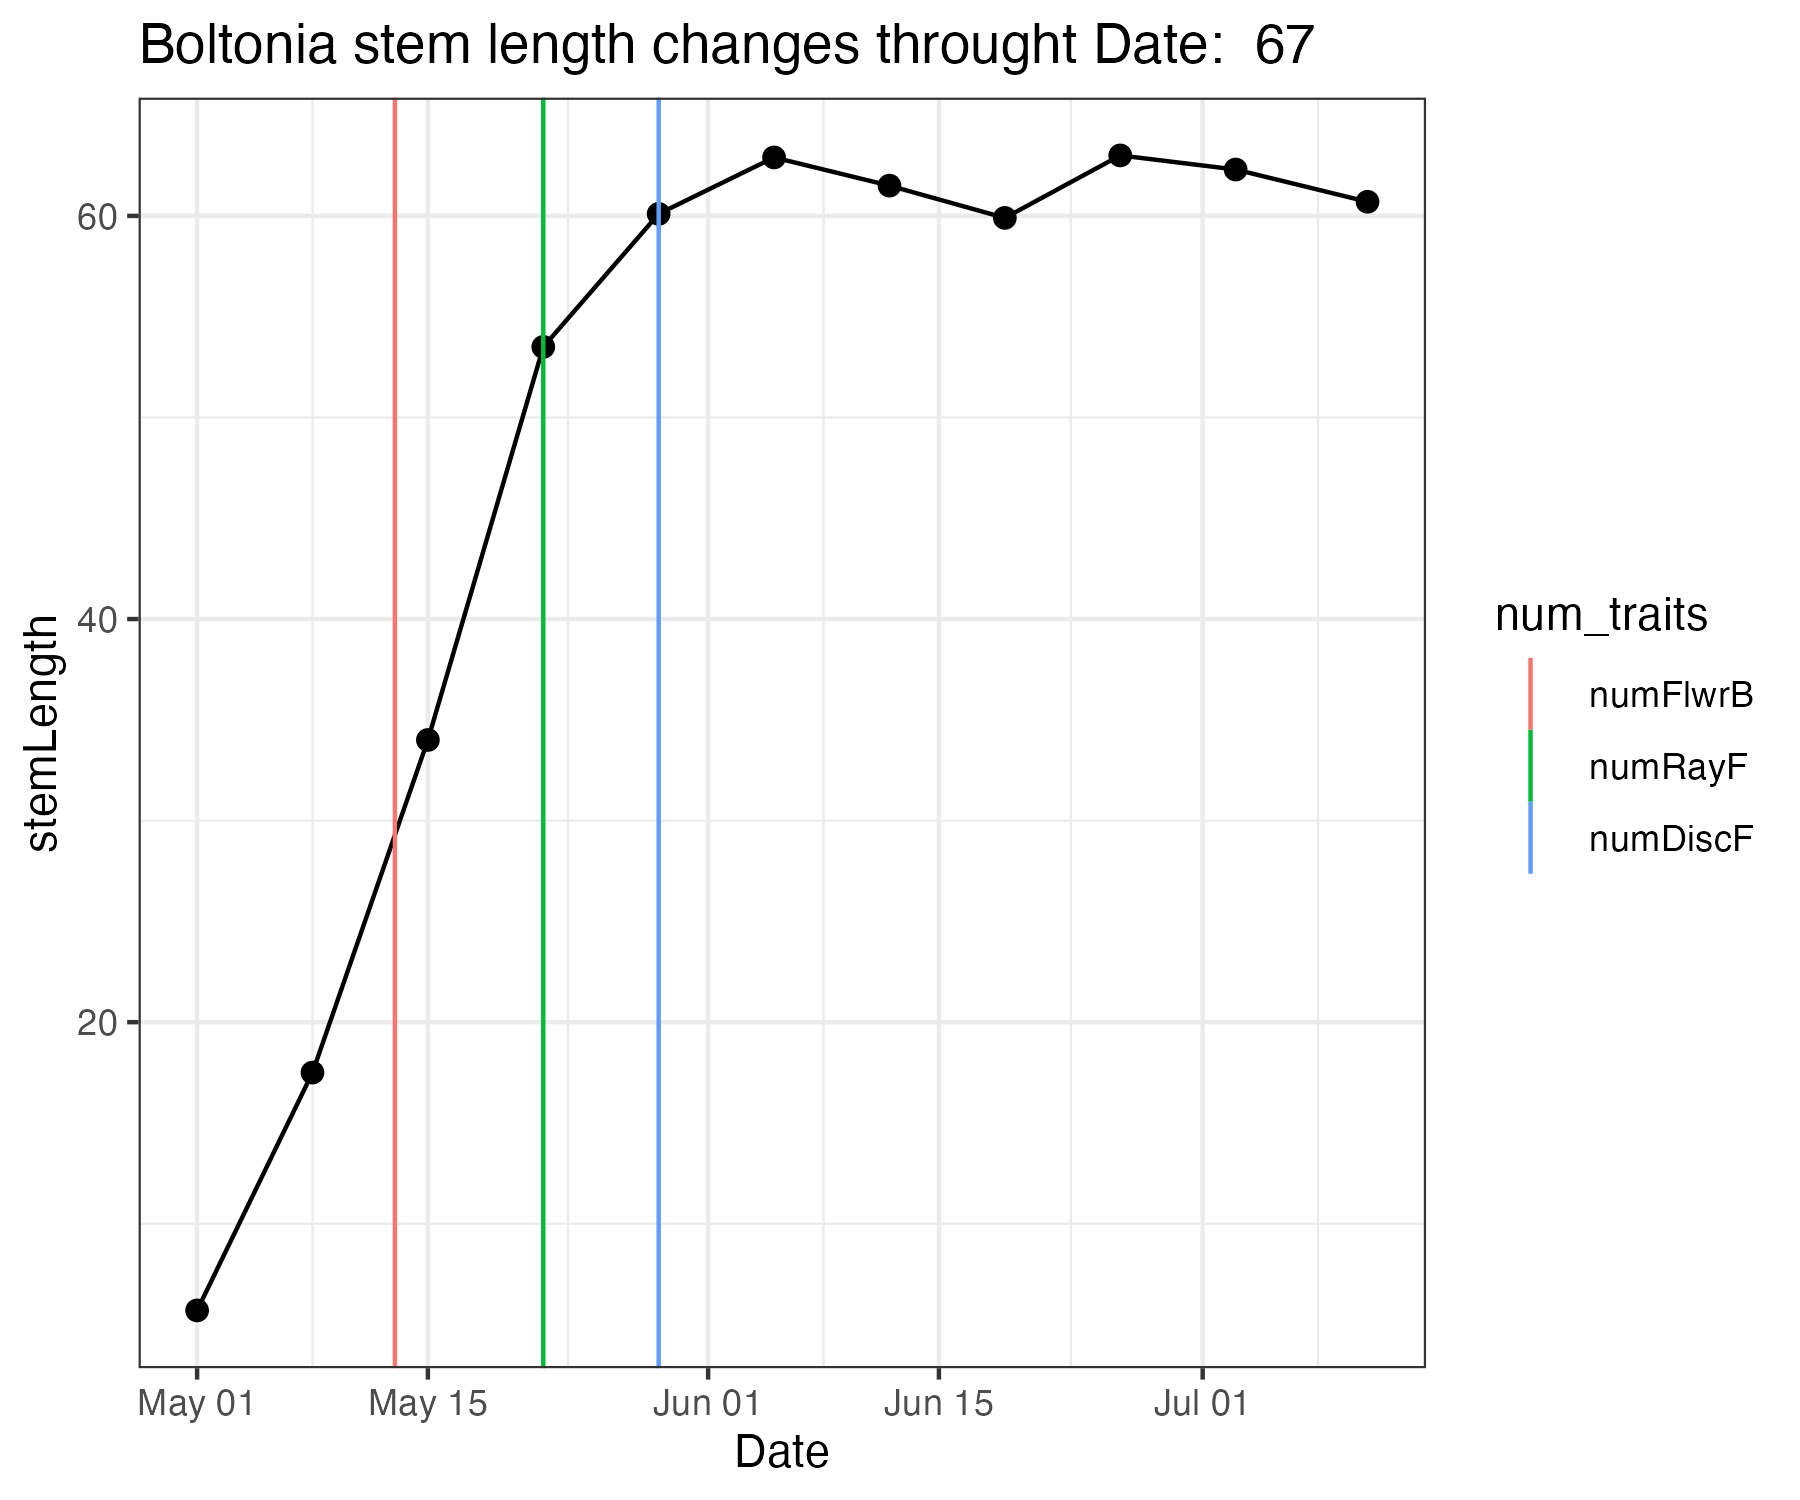 Boltonia stem length changes throught Date:  67
stemLength
60
40
20
May 01
May 15
Jun 01
Jun 15
Jul 01
Date
num_traits
numFlwrB
numRayF
numDiscF